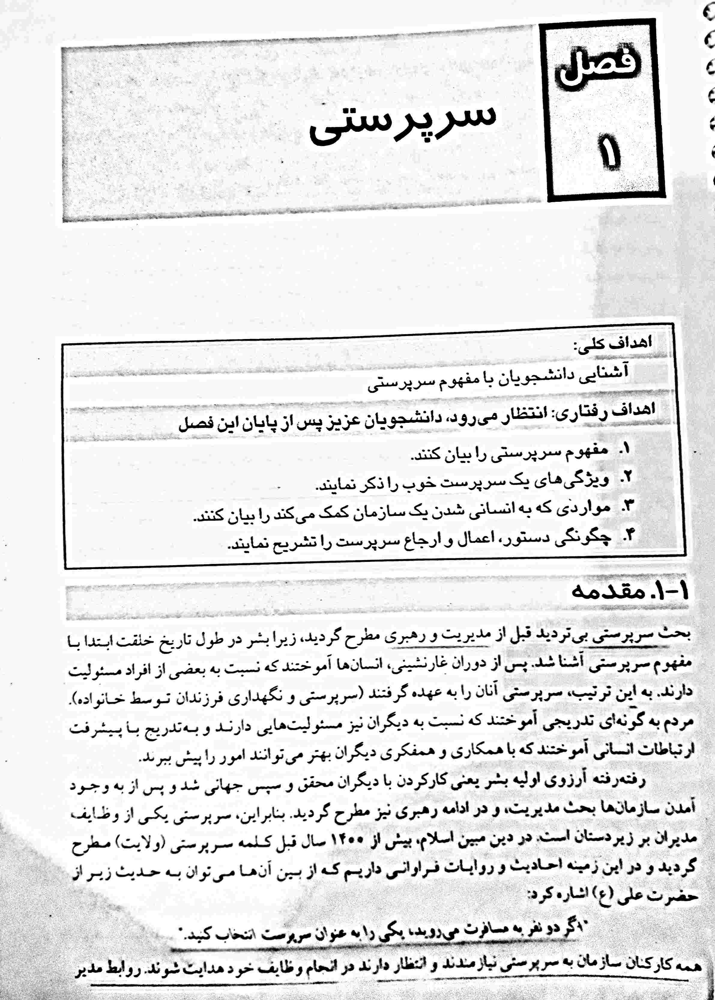 فصل
۱
سرپرستی
اهداف کلی:
آشنایی دانشجویان با مفهوم سرپرستی
اهداف رفتاری: انتظار می‌رود، دانشجویان عزیز پس از پایان این فصل
۱. مفهوم سرپرستی را بیان کنند.
۲. ویژگی‌های یک سرپرست خوب را ذکر نمایند.
۳. مواردی که به انسانی شدن یک سازمان کمک می‌کند را بیان کنند.
۴. چگونگی دستور، اعمال و ارجاع سرپرست را تشریح نمایند.
۱-۱. مقدمه
بحث سرپرستی بی‌تردید قبل از مدیریت و رهبری مطرح گردید، زیرا بشر در طول تاریخ خلقت ابتدا با
مفهوم سرپرستی آشنا شد. پس از دوران غارنشینی، انسان‌ها آموختند که نسبت به بعضی از افراد مسئولیت
دارند. به این ترتیب، سرپرستی آنان را به عهده گرفتند (سرپرستی و نگهداری فرزندان توسط خانواده).
مردم به گونه‌ای تدریجی آموختند که نسبت به دیگران نیز مسئولیت‌هایی دارند و به‌تدریج با پیشرفت
ارتباطات انسانی آموختند که با همکاری و همفکری دیگران بهتر می‌توانند امور را پیش ببرند.
رفته‌رفته آرزوی اولیه بشر یعنی کارکردن با دیگران محقق و سپس جهانی شد و پس از به وجود
آمدن سازمان‌ها بحث مدیریت، و در ادامه رهبری نیز مطرح گردید. بنابراین، سرپرستی یکی از وظایف
مدیران بر زیردستان است. در دین مبین اسلام، بیش از ۱۴۰۰ سال قبل کلمه سرپرستی (ولایت) مطرح
گردید و در این زمینه احادیث و روایات فراوانی داریم که از بین آن‌ها می‌توان به حدیث زیر از
حضرت علی (ع) اشاره کرد:
"اگر دو نفر به مسافرت می‌روید، یکی را به عنوان سرپرست انتخاب کنید."
همه کارکنان سازمان به سرپرستی نیازمندند و انتظار دارند در انجام وظایف خود هدایت شوند. روابط مدیر